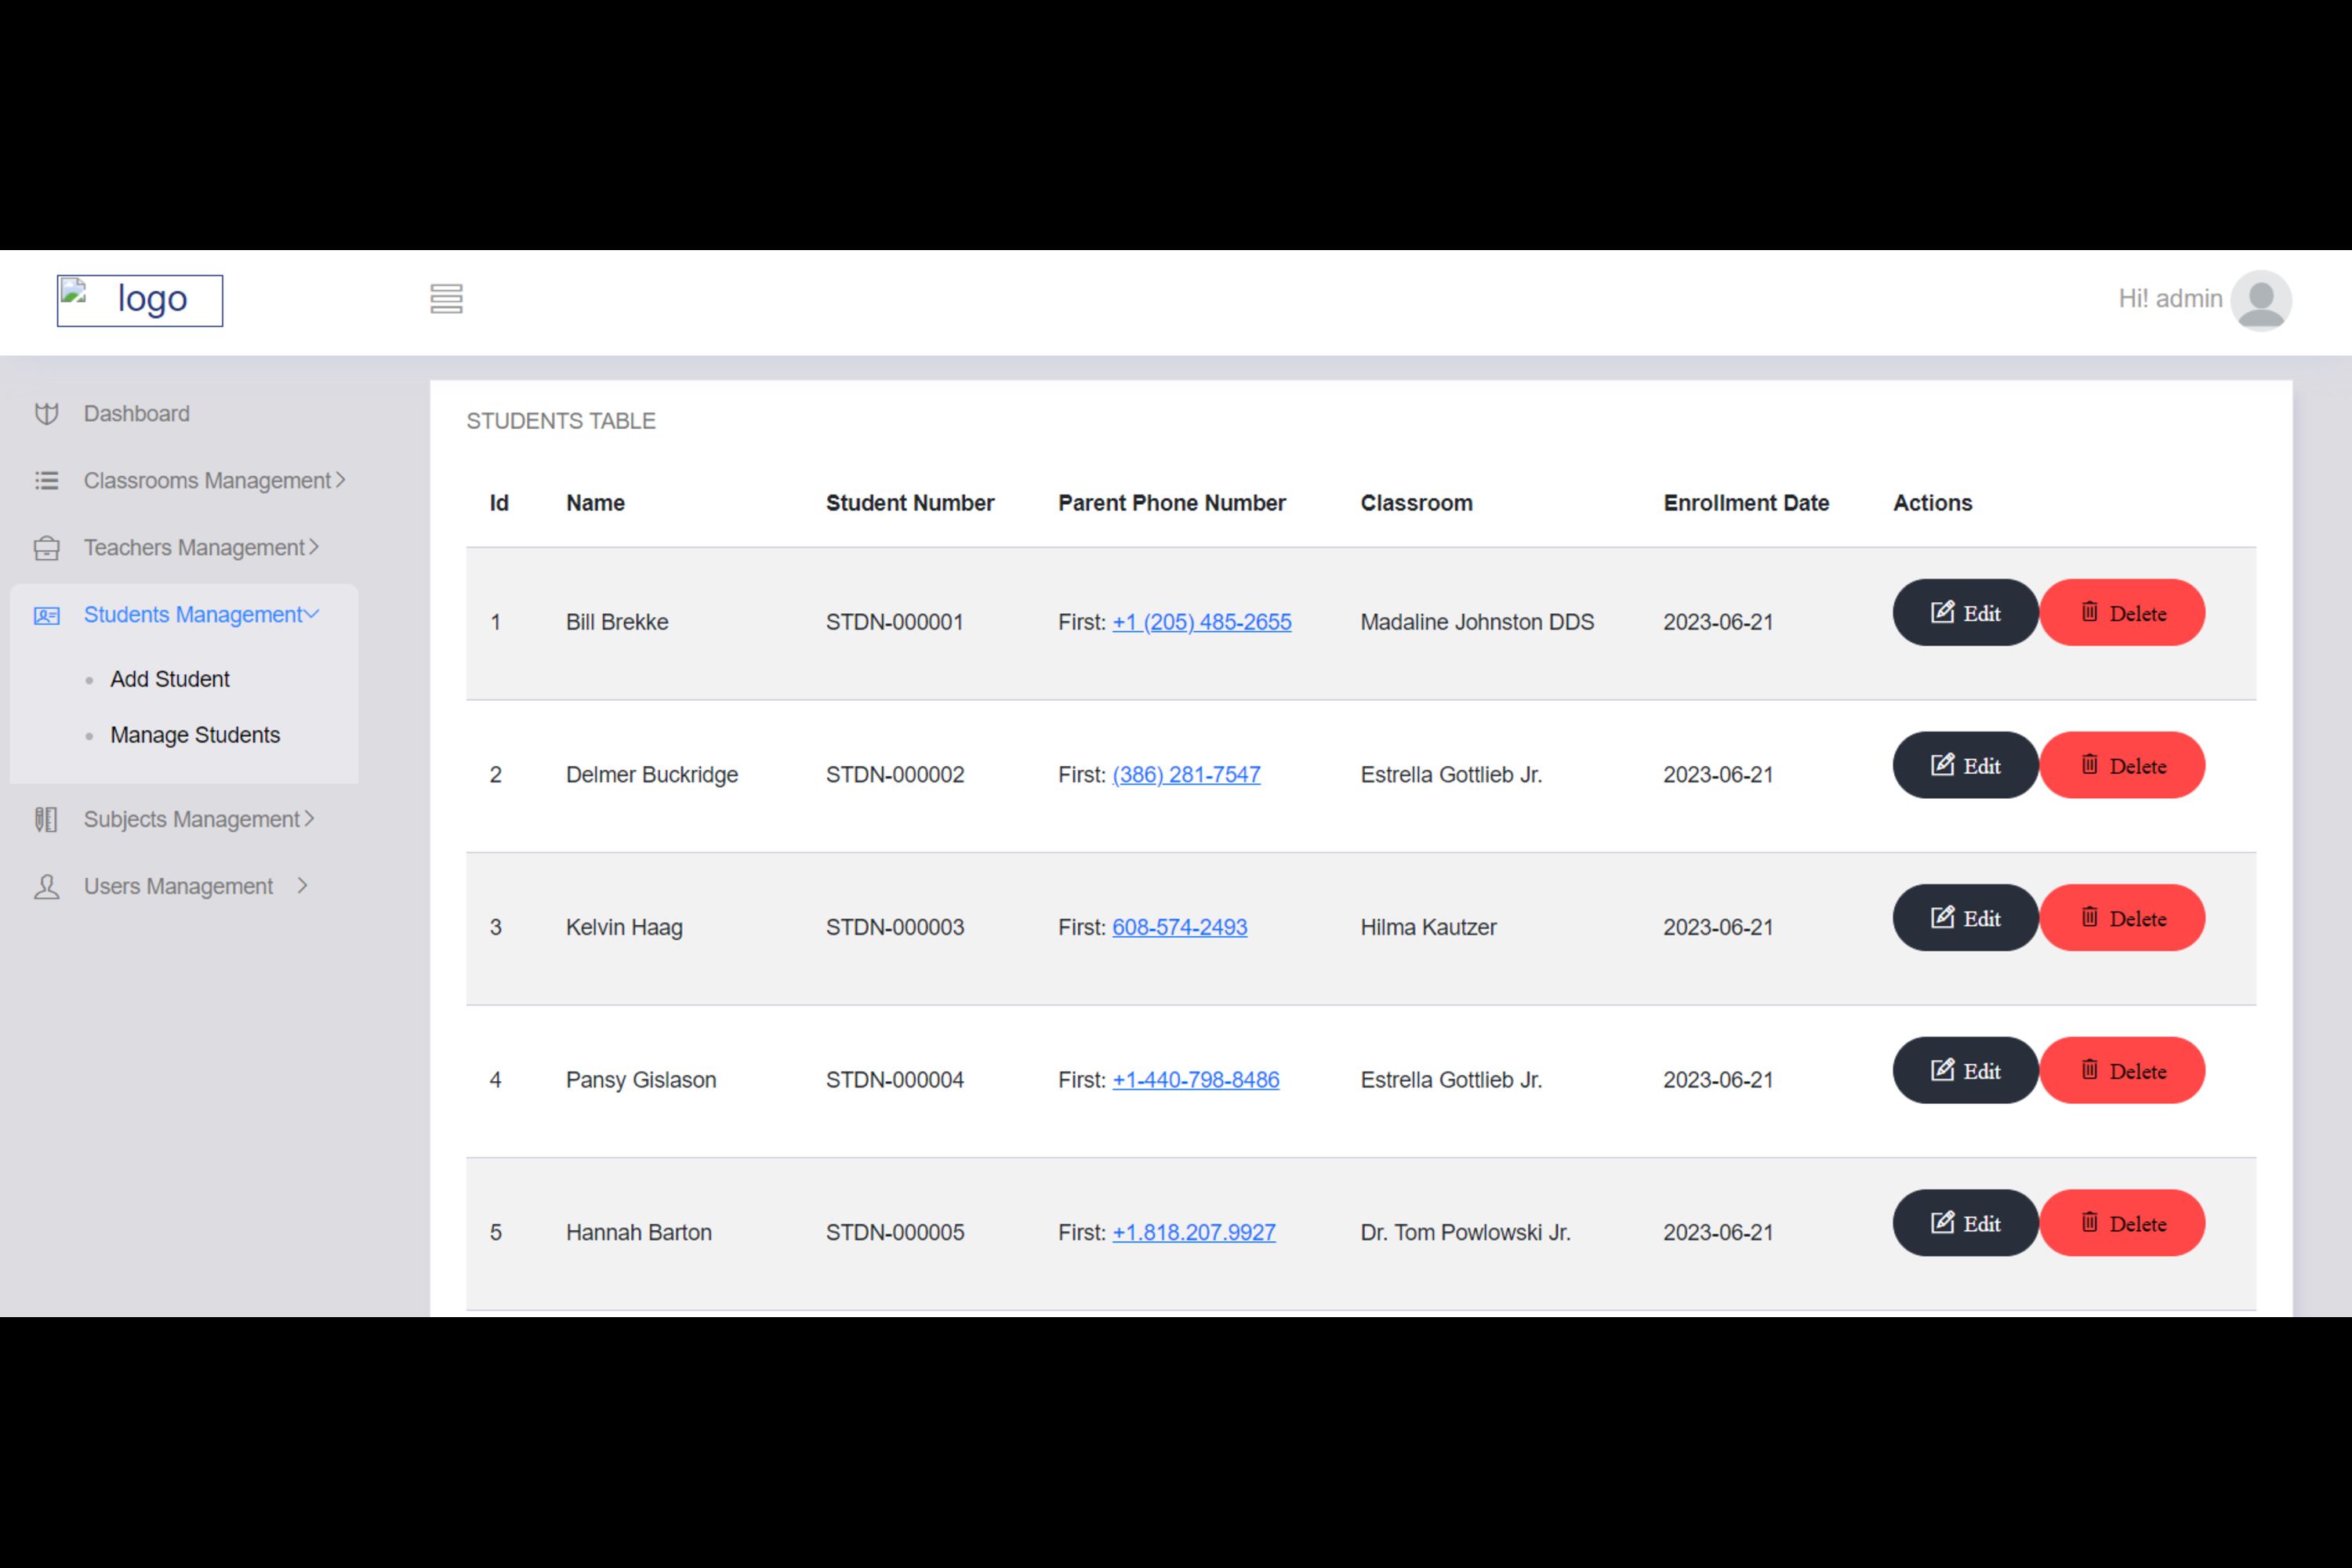 logo
Hi! admin
Dashboard
Classrooms Management
Teachers Management
Students Management
Add Student
Manage Students
Subjects Management
Users Management
STUDENTS TABLE
Id Name Student Number Parent Phone Number Classroom Enrollment Date Actions
1 Bill Brekke STDN-000001 First: +1 (205) 485-2655 Madaline Johnston DDS 2023-06-21 Edit Delete
2 Delmer Buckridge STDN-000002 First: (386) 281-7547 Estrella Gottlieb Jr. 2023-06-21 Edit Delete
3 Kelvin Haag STDN-000003 First: 608-574-2493 Hilma Kautzer 2023-06-21 Edit Delete
4 Pansy Gislason STDN-000004 First: +1-440-798-8486 Estrella Gottlieb Jr. 2023-06-21 Edit Delete
5 Hannah Barton STDN-000005 First: +1.818.207.9927 Dr. Tom Powlowski Jr. 2023-06-21 Edit Delete